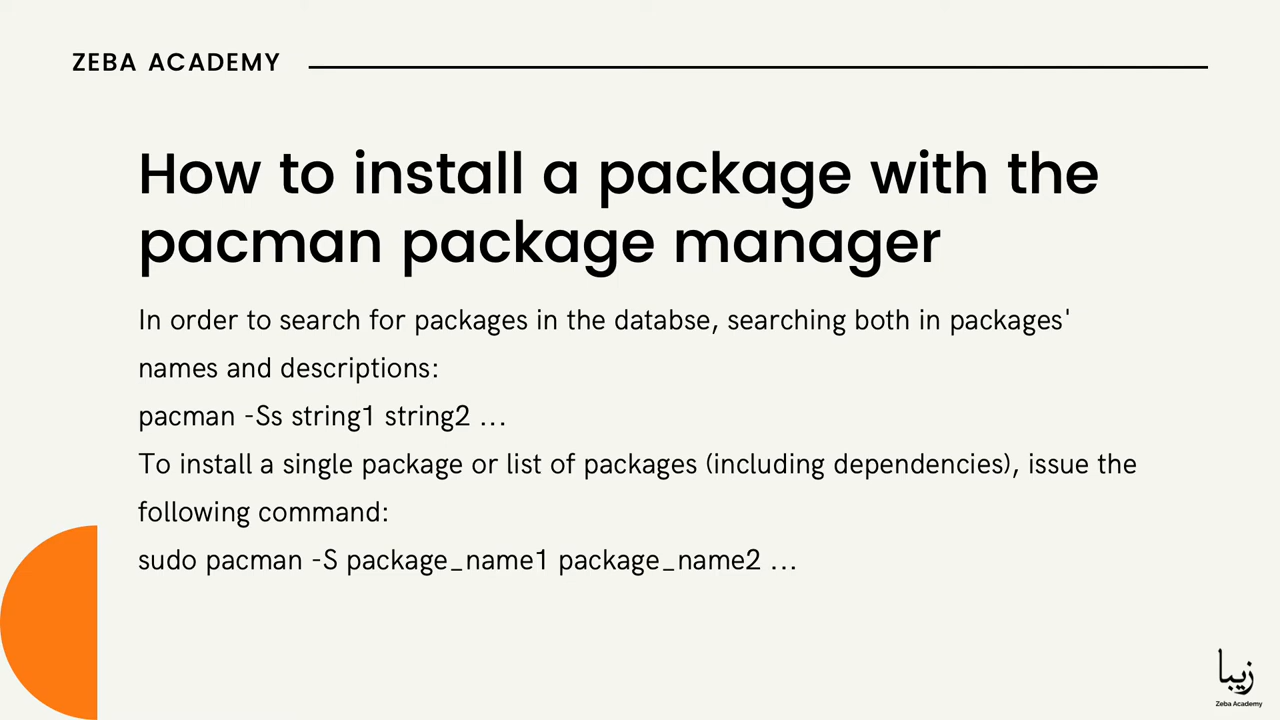 ZEBA ACADEMY
How to install a package with the
pacman package manager
In order to search for packages in the databse, searching both in packages'
names and descriptions:
pacman -Ss string1 string2 ...
To install a single package or list of packages (including dependencies), issue the
following command:
sudo pacman -S package_name1 package_name2 ...
زيبا
Zeba Academy